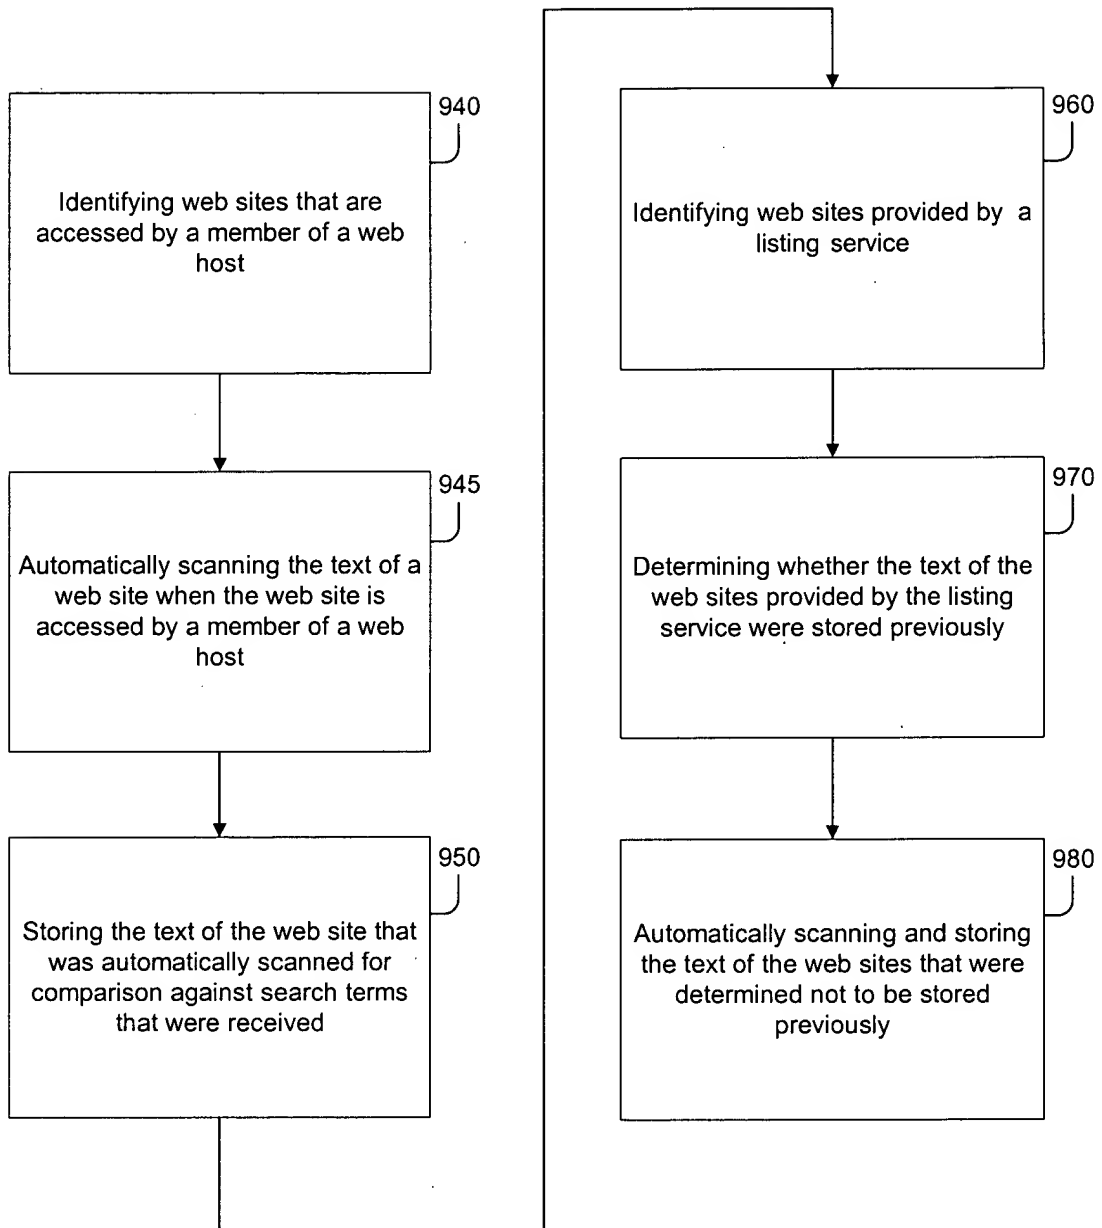 940
Identifying web sites that are
accessed by a member of a web
host
945
Automatically scanning the text of a
web site when the web site is
accessed by a member of a web
host
950
Storing the text of the web site that
was automatically scanned for
comparison against search terms
that were received
960
Identifying web sites provided by a
listing service
970
Determining whether the text of the
web sites provided by the listing
service were stored previously
980
Automatically scanning and storing
the text of the web sites that were
determined not to be stored
previously